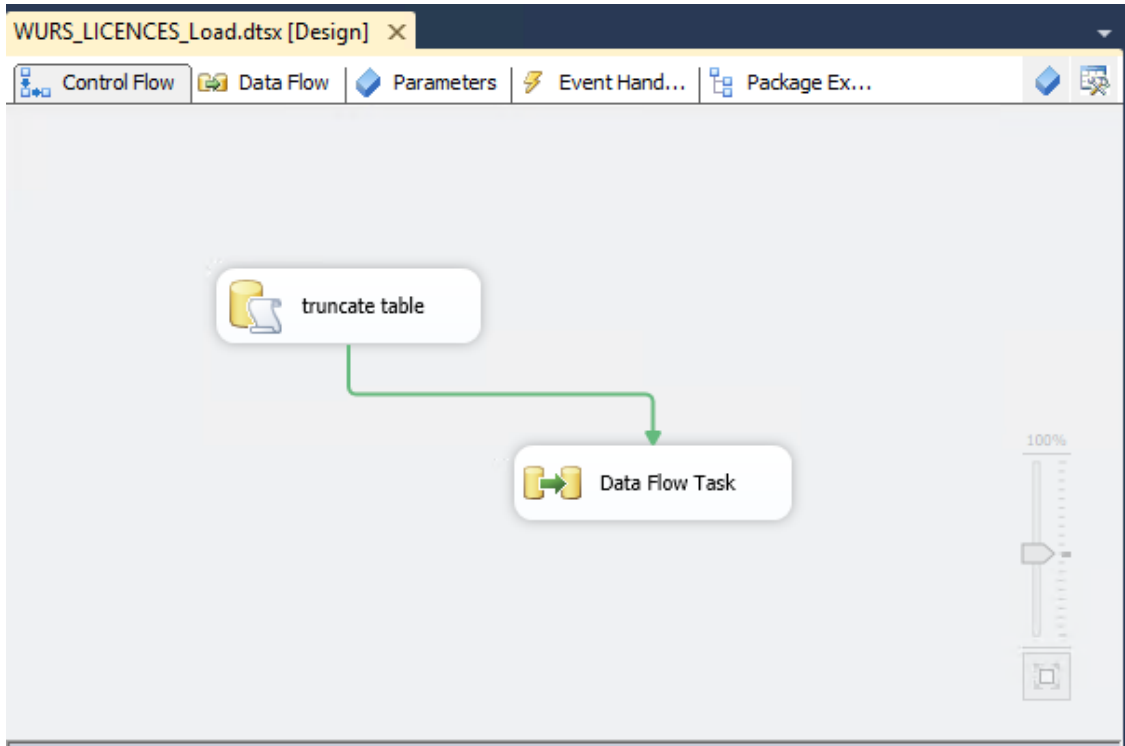 WURS_LICENCES_Load.dtsx [Design]
Control Flow Data Flow Parameters Event Hand... Package Ex...
truncate table
Data Flow Task
100%